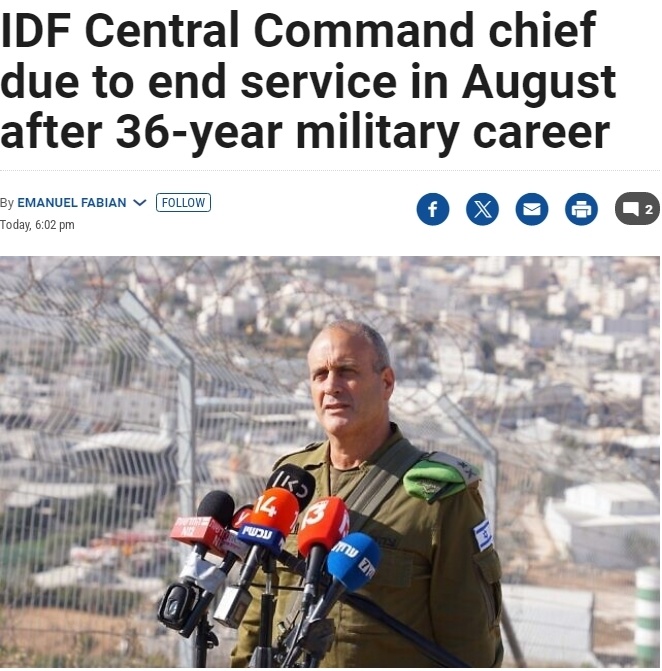 IDF Central Command chief
due to end service in August
after 36-year military career
By EMANUEL FABIAN FOLLOW
Today, 6:02 pm
2
כאן
14
עכשיו
13